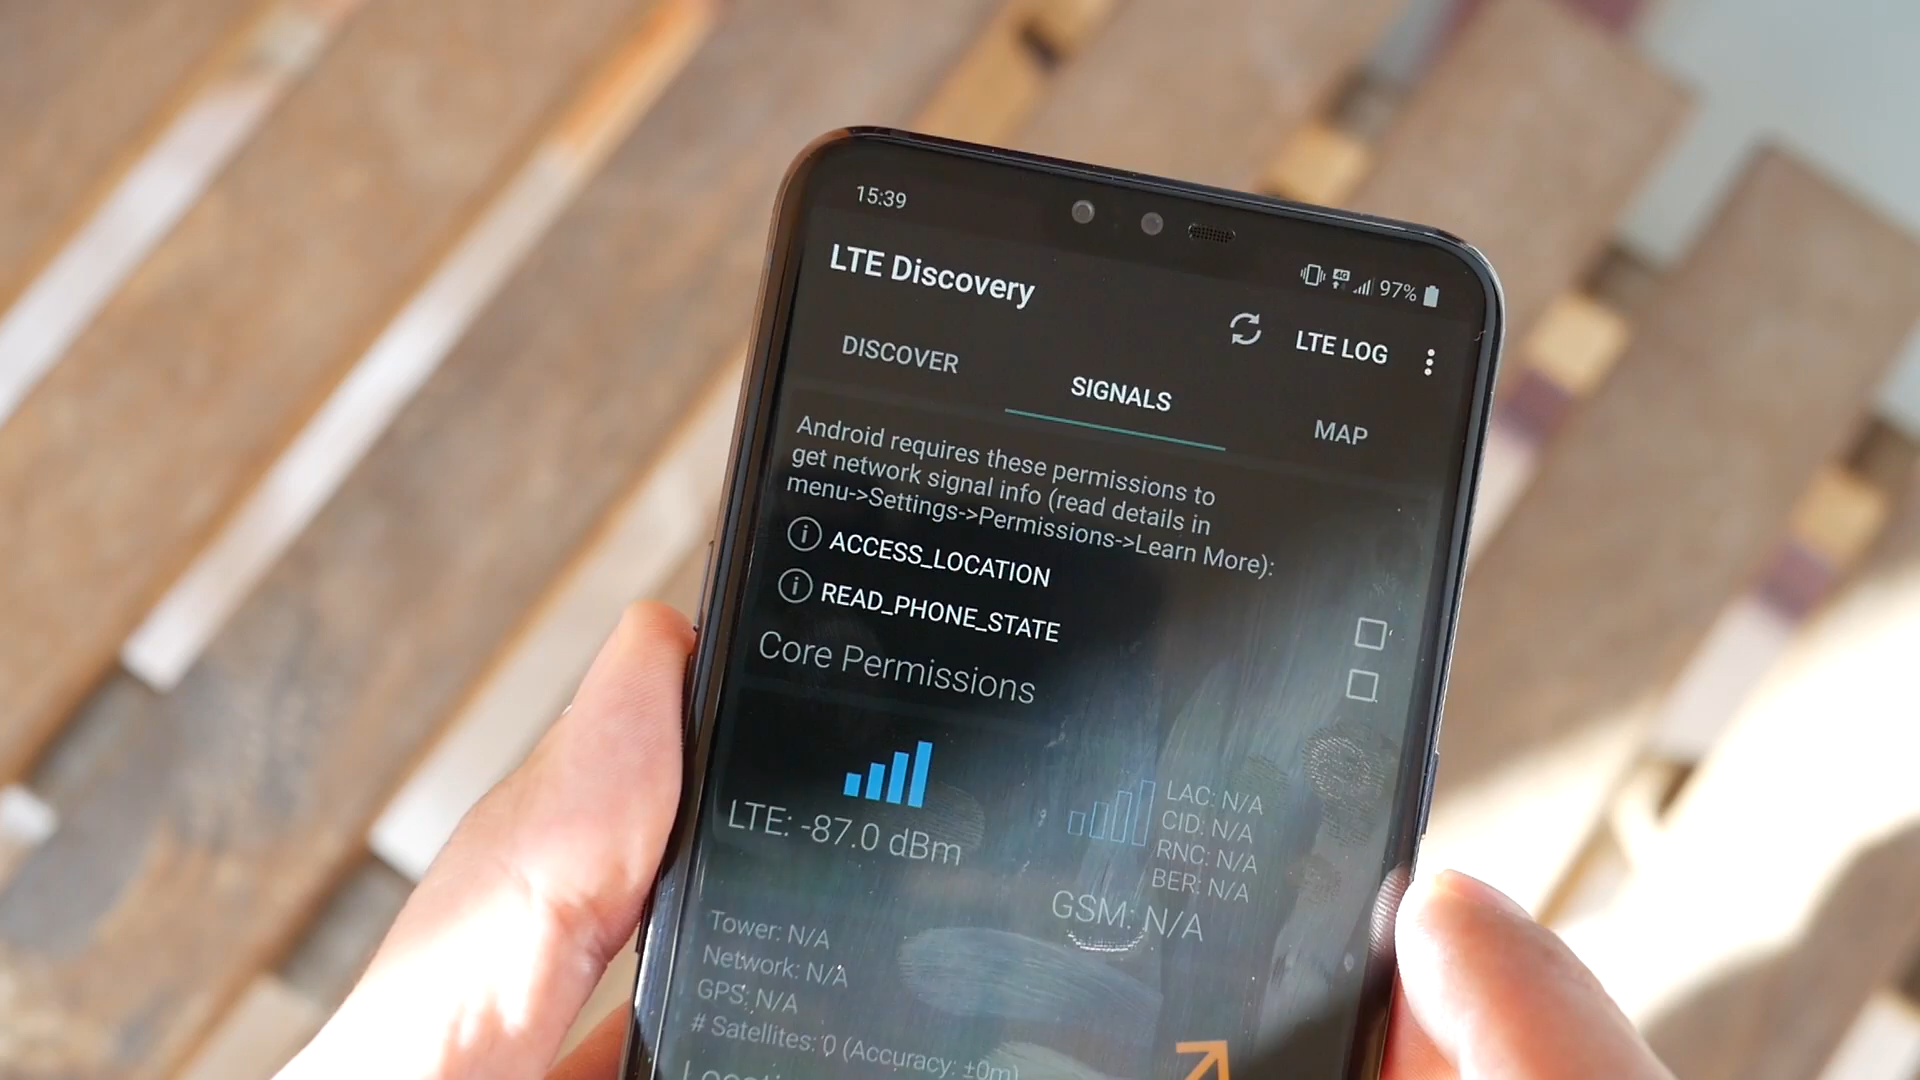 15:39
4G
97%
LTE Discovery
LTE LOG
DISCOVER
SIGNALS
MAP
Android requires these permissions to
get network signal info (read details in
menu->Settings->Permissions->Learn More):
ACCESS_LOCATION
READ_PHONE_STATE
Core Permissions
LTE: -87.0 dBm
LAC: N/A
CID: N/A
RNC: N/A
BER: N/A
GSM: N/A
Tower: N/A
Network: N/A
GPS: N/A
# Satellites: 0 (Accuracy: ±0m)